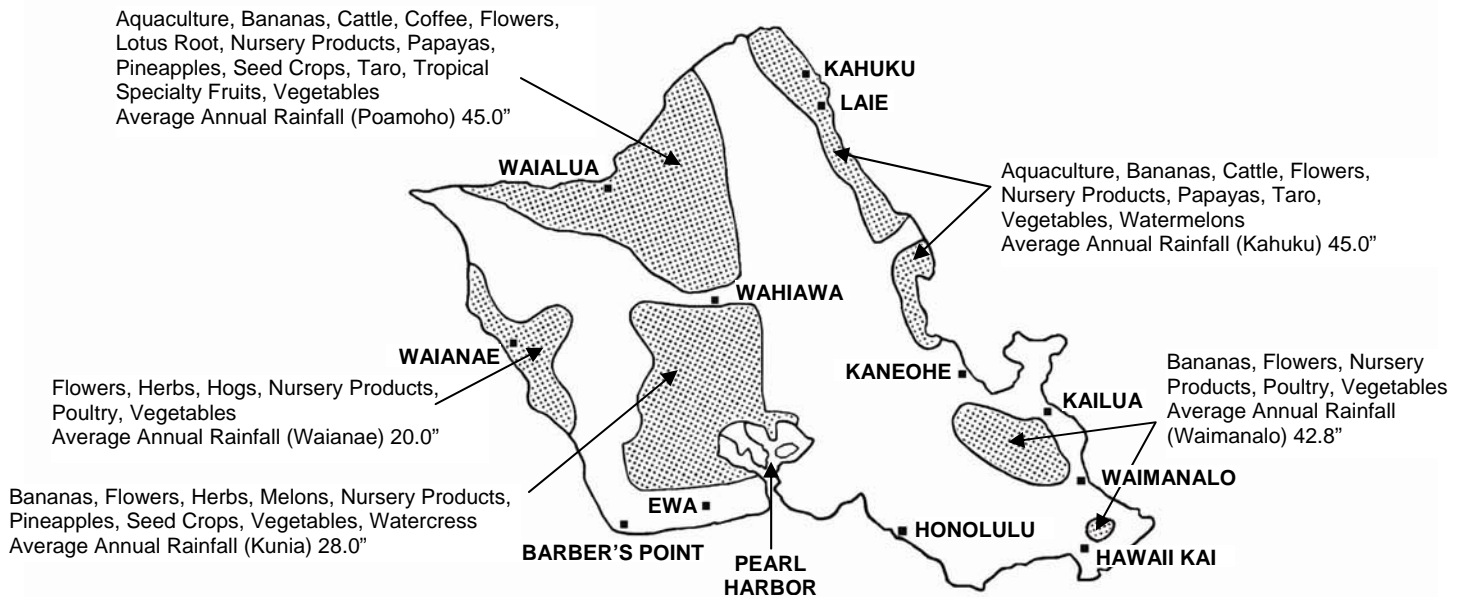 Aquaculture, Bananas, Cattle, Coffee, Flowers,
Lotus Root, Nursery Products, Papayas,
Pineapples, Seed Crops, Taro, Tropical
Specialty Fruits, Vegetables
Average Annual Rainfall (Poamoho) 45.0”
KAHUKU
LAIE
WAIALUA
Aquaculture, Bananas, Cattle, Flowers,
Nursery Products, Papayas, Taro,
Vegetables, Watermelons
Average Annual Rainfall (Kahuku) 45.0”
WAHIAWA
WAIANAE
KANEOHE
Flowers, Herbs, Hogs, Nursery Products,
Poultry, Vegetables
Average Annual Rainfall (Waianae) 20.0”
Bananas, Flowers, Nursery
Products, Poultry, Vegetables
Average Annual Rainfall
(Waimanalo) 42.8”
KAILUA
WAIMANALO
Bananas, Flowers, Herbs, Melons, Nursery Products,
Pineapples, Seed Crops, Vegetables, Watercress
Average Annual Rainfall (Kunia) 28.0”
EWA
BARBER’S POINT
PEARL
HARBOR
HONOLULU
HAWAII KAI